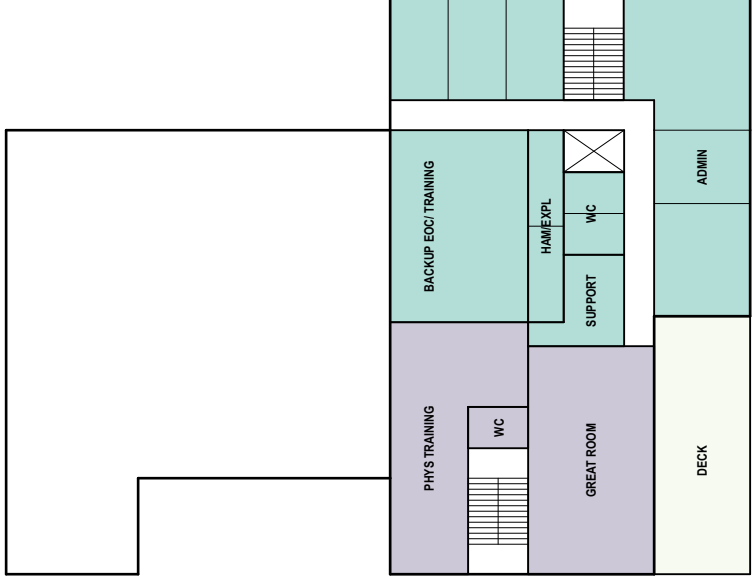 BACKUP EOC/ TRAINING
HAM/EXPL
WC
ADMIN
SUPPORT
PHYS TRAINING
WC
GREAT ROOM
DECK